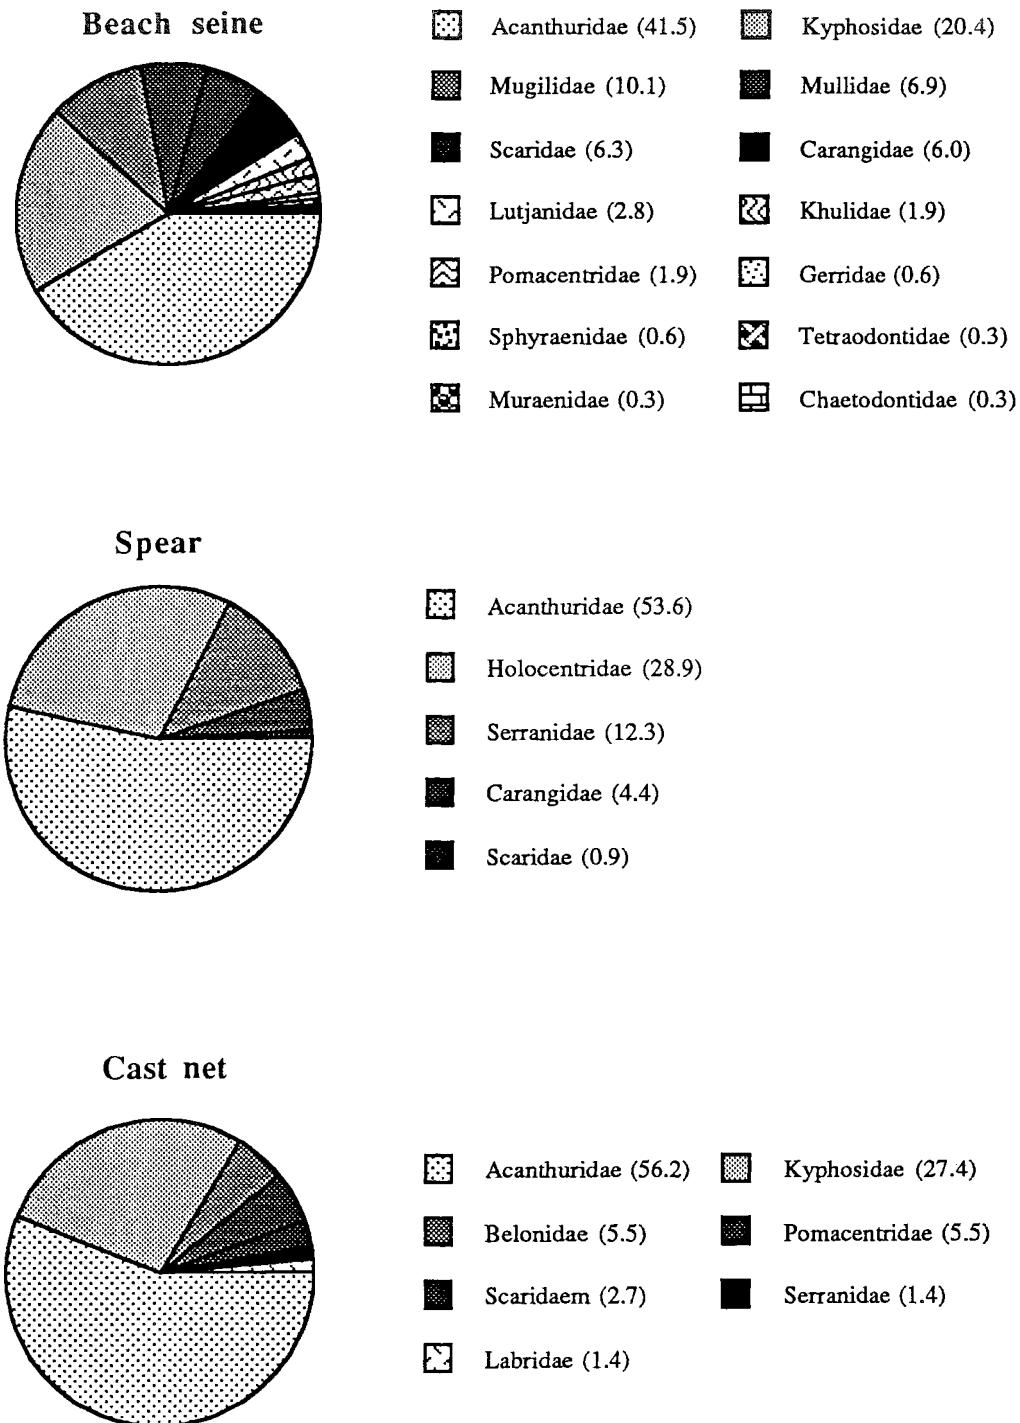 Beach seine
Acanthuridae (41.5) Kyphosidae (20.4)
Mugilidae (10.1) Mullidae (6.9)
Scaridae (6.3) Carangidae (6.0)
Lutjanidae (2.8) Khulidae (1.9)
Pomacentridae (1.9) Gerridae (0.6)
Sphyraenidae (0.6) Tetraodontidae (0.3)
Muraenidae (0.3) Chaetodontidae (0.3)
Spear
Acanthuridae (53.6)
Holocentridae (28.9)
Serranidae (12.3)
Carangidae (4.4)
Scaridae (0.9)
Cast net
Acanthuridae (56.2) Kyphosidae (27.4)
Belonidae (5.5) Pomacentridae (5.5)
Scaridaem (2.7) Serranidae (1.4)
Labridae (1.4)